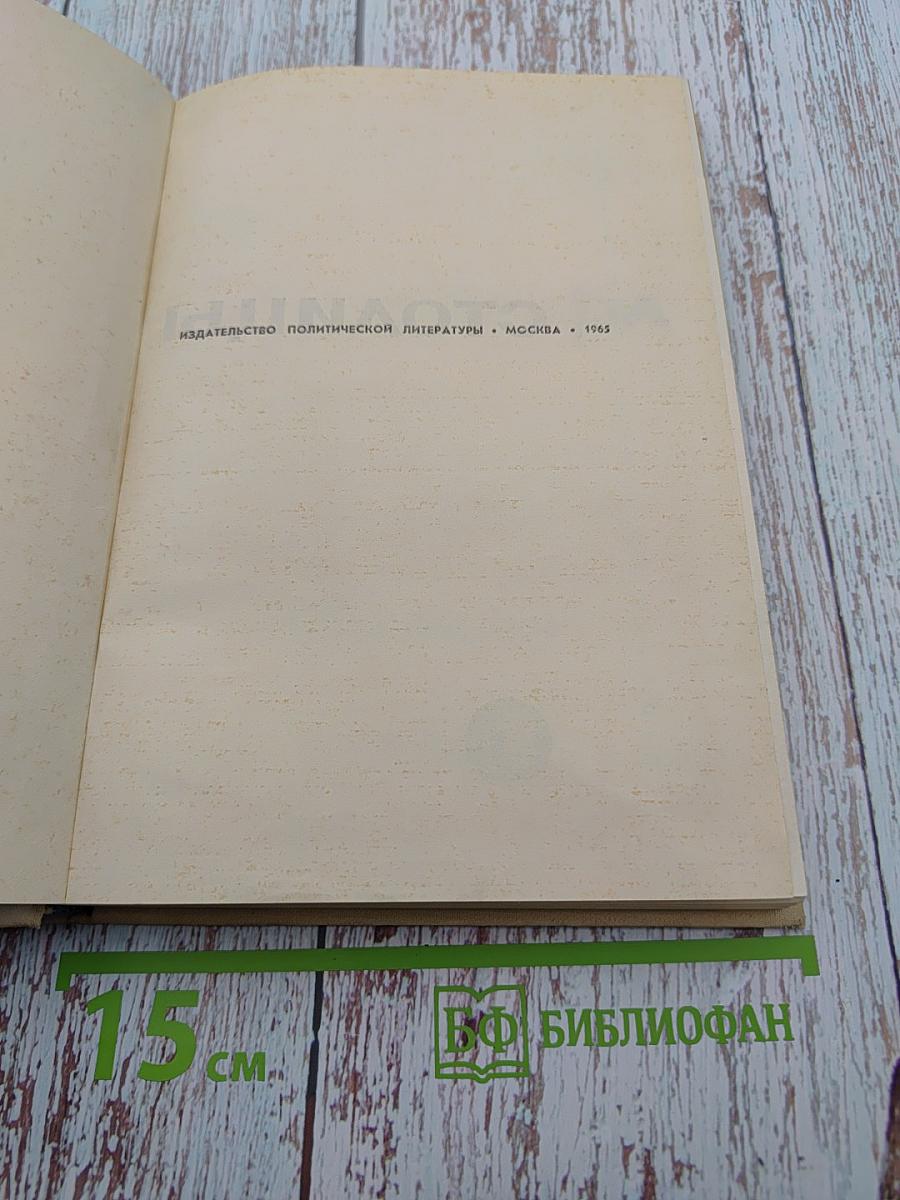 ИЗДАТЕЛЬСТВО ПОЛИТИЧЕСКОЙ ЛИТЕРАТУРЫ • МОСКВА • 1965
15 см
БФ БИБЛИОФАН